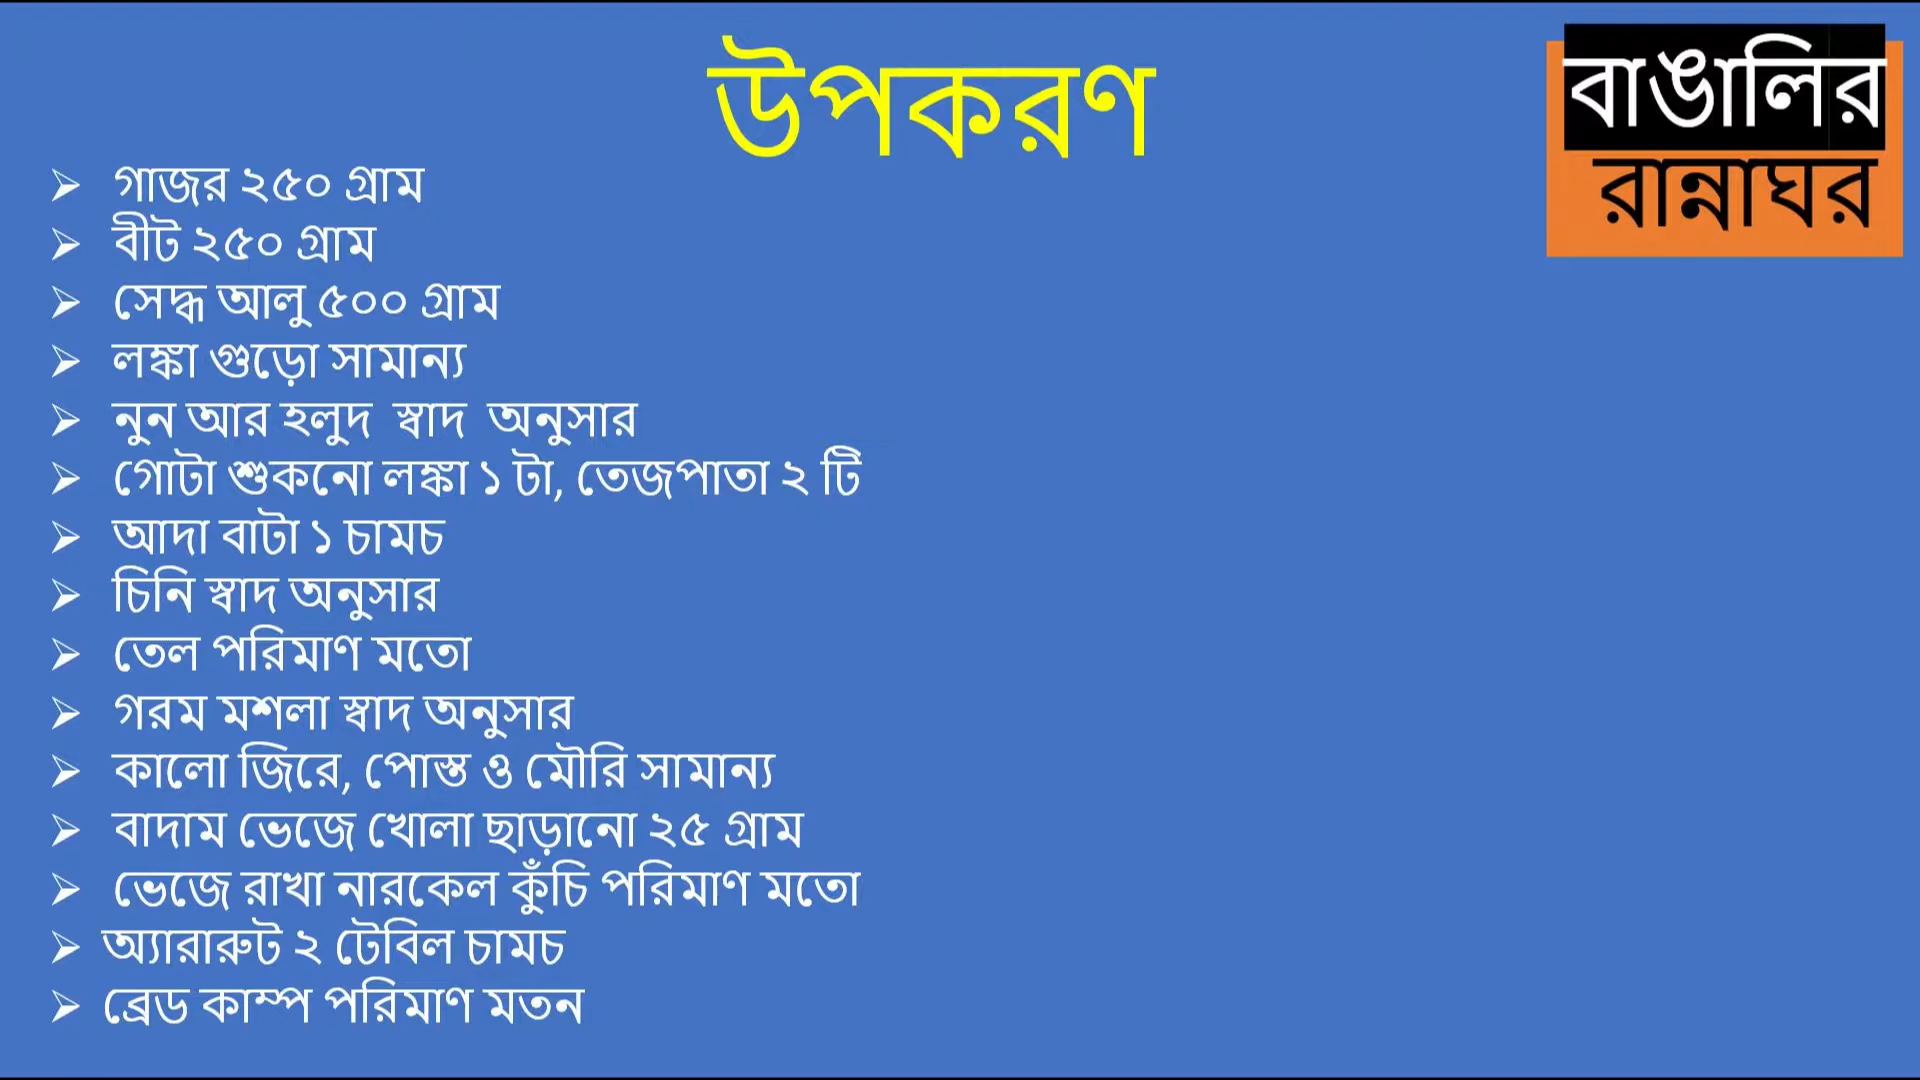 উপকরণ
বাঙালির
রান্নাঘর
➢ গাজর ২৫০ গ্রাম
➢ বীট ২৫০ গ্রাম
➢ সেদ্ধ আলু ৫০০ গ্রাম
➢ লঙ্কা গুড়ো সামান্য
➢ নুন আর হলুদ স্বাদ অনুসার
➢ গোটা শুকনো লঙ্কা ১ টা, তেজপাতা ২ টি
➢ আদা বাটা ১ চামচ
➢ চিনি স্বাদ অনুসার
➢ তেল পরিমাণ মতো
➢ গরম মশলা স্বাদ অনুসার
➢ কালো জিরে, পোস্ত ও মৌরি সামান্য
➢ বাদাম ভেজে খোলা ছাড়ানো ২৫ গ্রাম
➢ ভেজে রাখা নারকেল কুঁচি পরিমাণ মতো
➢ অ্যারারুট ২ টেবিল চামচ
➢ ব্রেড কাম্প পরিমাণ মতন